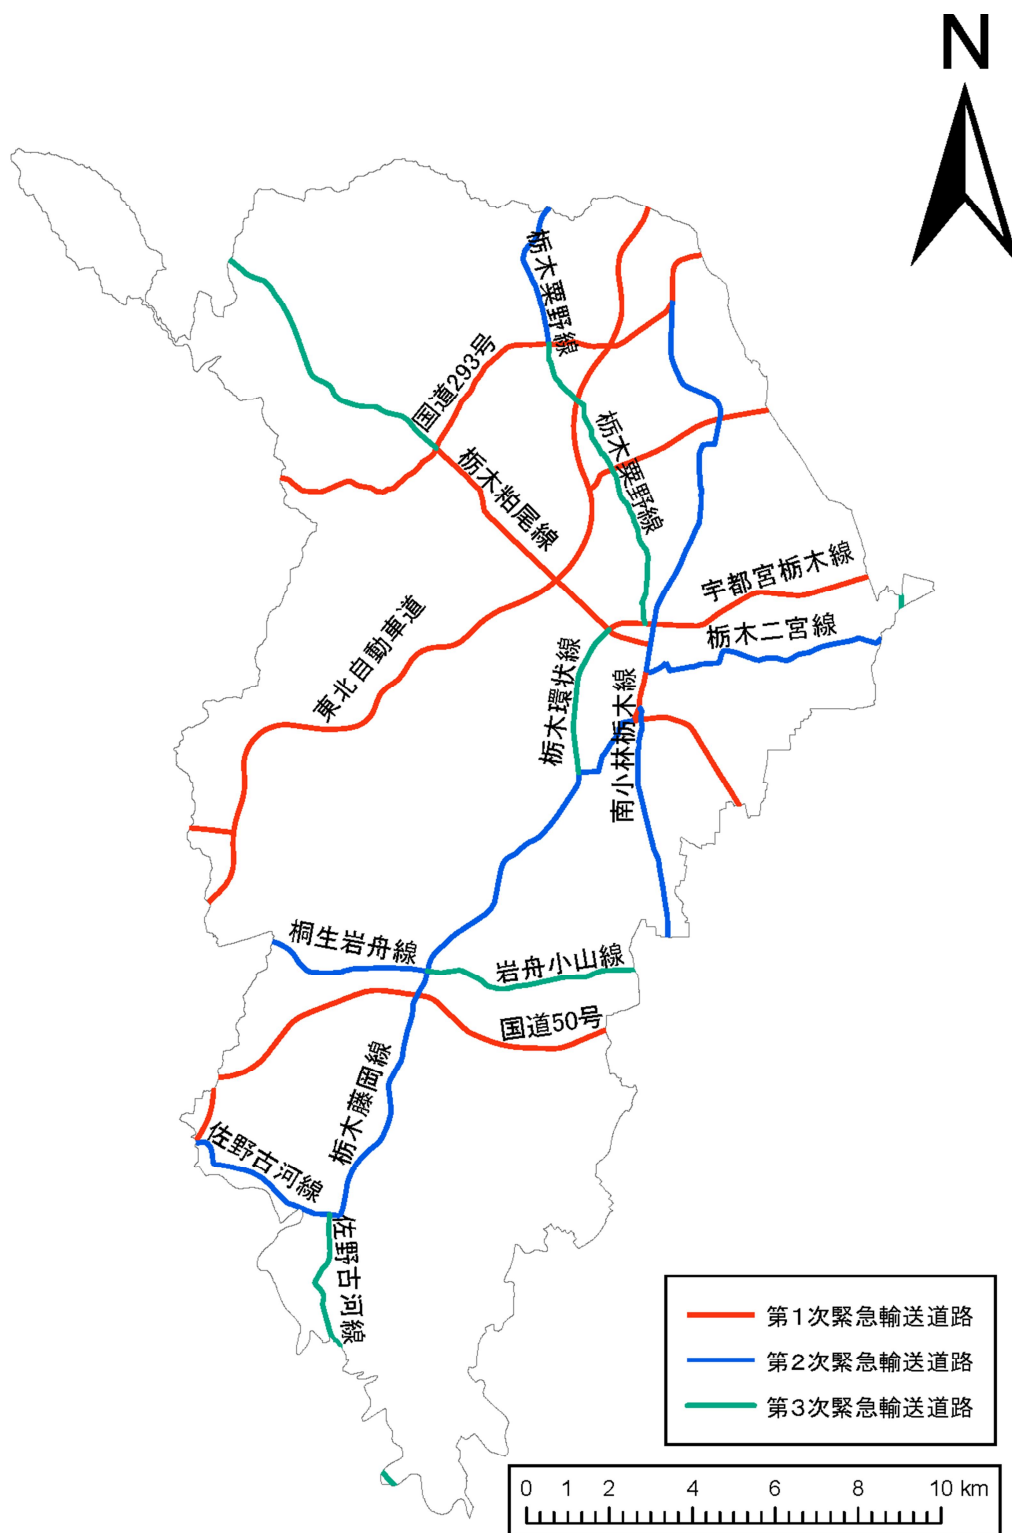 N
栃木粟野線
国道293号
栃木粕尾線
栃木粟野線
宇都宮栃木線
栃木二宮線
東北自動車道
栃木環状線
南小林栃木線
桐生岩舟線
岩舟小山線
国道50号
栃木藤岡線
佐野古河線
佐野古河線
第1次緊急輸送道路
第2次緊急輸送道路
第3次緊急輸送道路
0 1 2 4 6 8 10 km